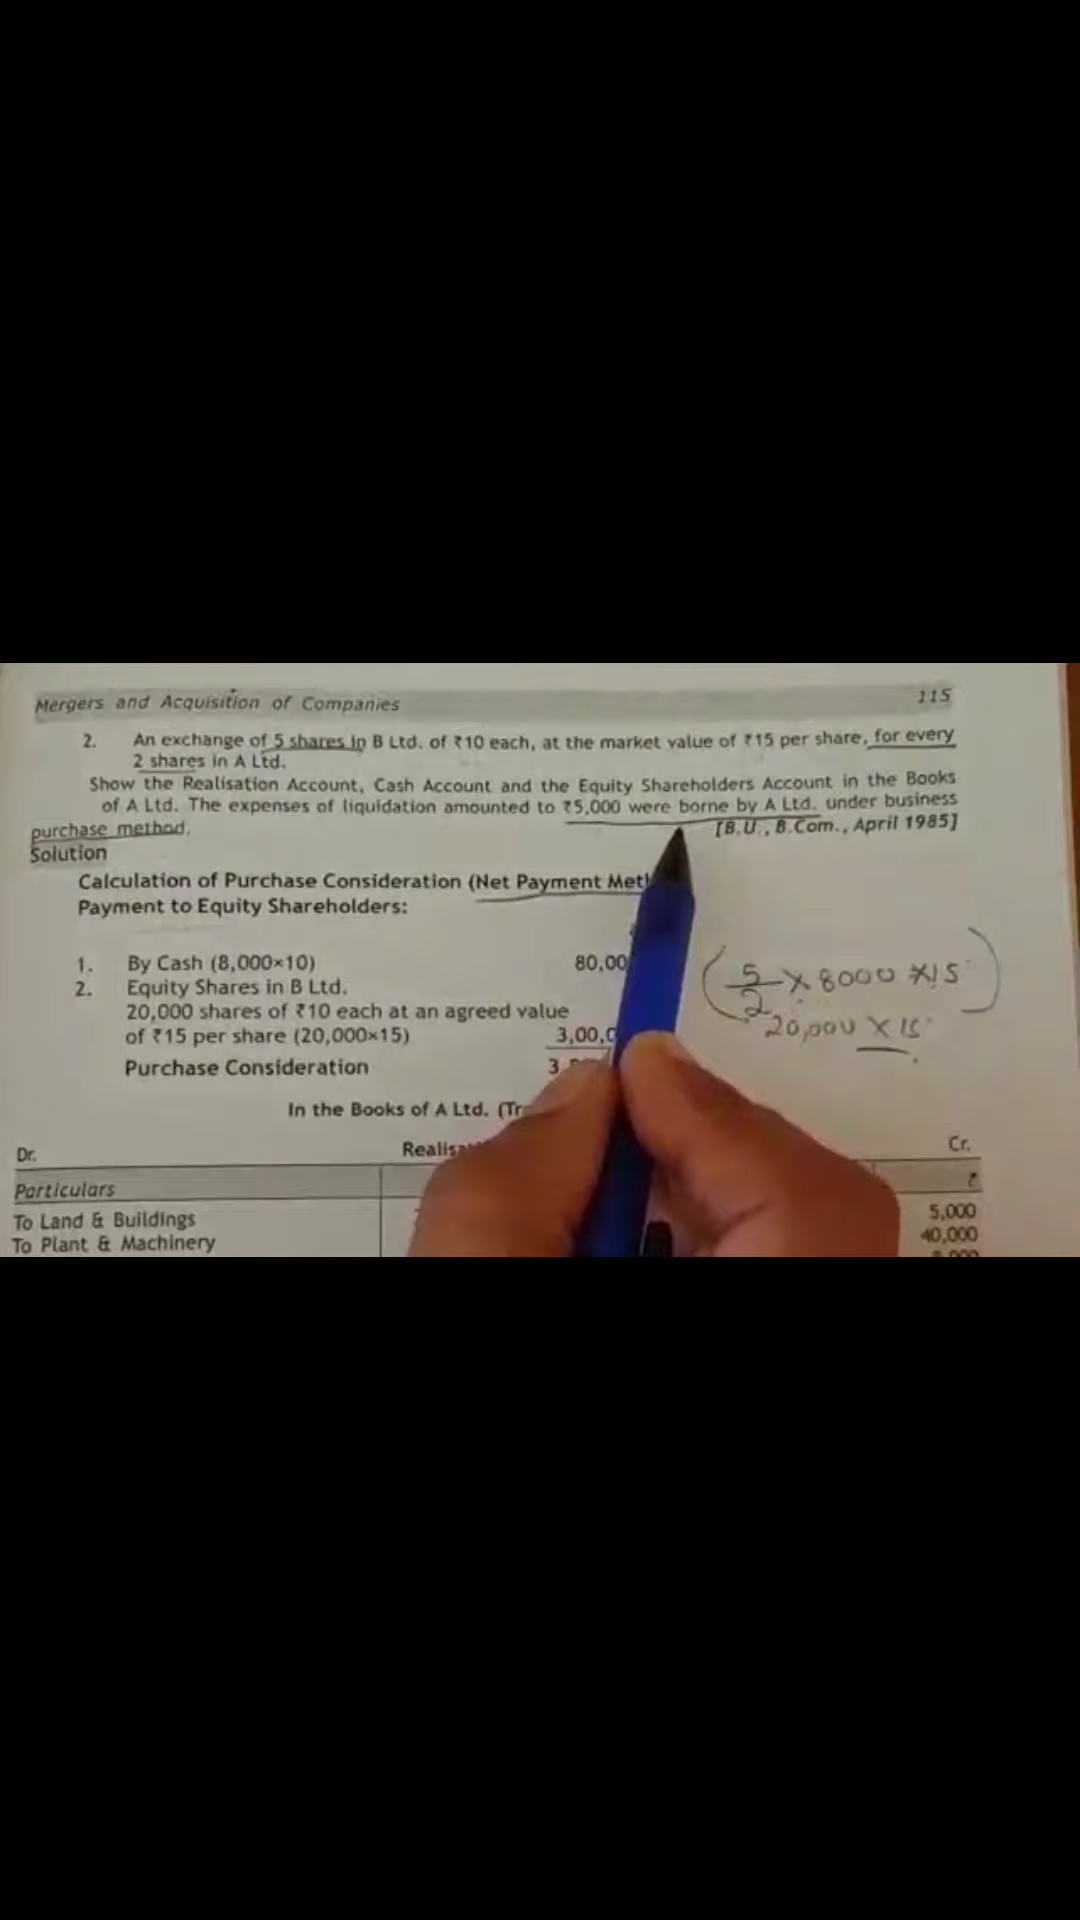 Mergers and Acquisition of Companies 115
2. An exchange of 5 shares in B Ltd. of ₹10 each, at the market value of ₹15 per share, for every
2 shares in A Ltd.
Show the Realisation Account, Cash Account and the Equity Shareholders Account in the Books
of A Ltd. The expenses of liquidation amounted to ₹5,000 were borne by A Ltd. under business
purchase method. [B.U., B.Com., April 1985]
Solution
Calculation of Purchase Consideration (Net Payment Met
Payment to Equity Shareholders:
1. By Cash (8,000×10) 80,00
2. Equity Shares in B Ltd.
20,000 shares of ₹10 each at an agreed value
of ₹15 per share (20,000×15) 3,00,0
Purchase Consideration 3
(5/2 × 8000 × 15)
20,000 × 15
In the Books of A Ltd. (Tr
Dr. Realis Cr.
Particulars ₹
To Land & Buildings 5,000
To Plant & Machinery 40,000